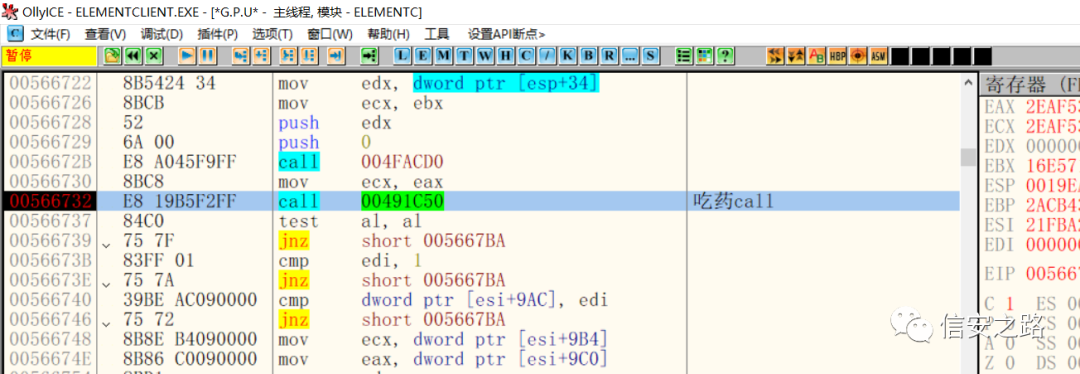 OllyICE - ELEMENTCLIENT.EXE - [*G.P.U* - 主线程, 模块 - ELEMENTC]
C 文件(F) 查看(V) 调试(D) 插件(P) 选项(T) 窗口(W) 帮助(H) 工具 设置API断点>
暂停 L E M T W H C / K B R ... S ? HBP ASM
00566722 8B5424 34 mov edx, dword ptr [esp+34] 寄存器 (F
00566726 8BCB mov ecx, ebx EAX 2EAF5
00566728 52 push edx ECX 2EAF5
00566729 6A 00 push 0 EDX 00000
0056672B E8 A045F9FF call 004FACD0 EBX 16E57
00566730 8BC8 mov ecx, eax ESP 0019E
00566732 E8 19B5F2FF call 00491C50 吃药call EBP 2ACB4
00566737 84C0 test al, al ESI 21FBA
00566739 75 7F jnz short 005667BA EDI 00000
0056673B 83FF 01 cmp edi, 1
0056673E 75 7A jnz short 005667BA EIP 00566
00566740 39BE AC090000 cmp dword ptr [esi+9AC], edi
00566746 75 72 jnz short 005667BA C 1 ES 0
00566748 8B8E B4090000 mov ecx, dword ptr [esi+9B4]
0056674E 8B86 C0090000 mov eax, dword ptr [esi+9C0] Z 0 DS 0
信安之路